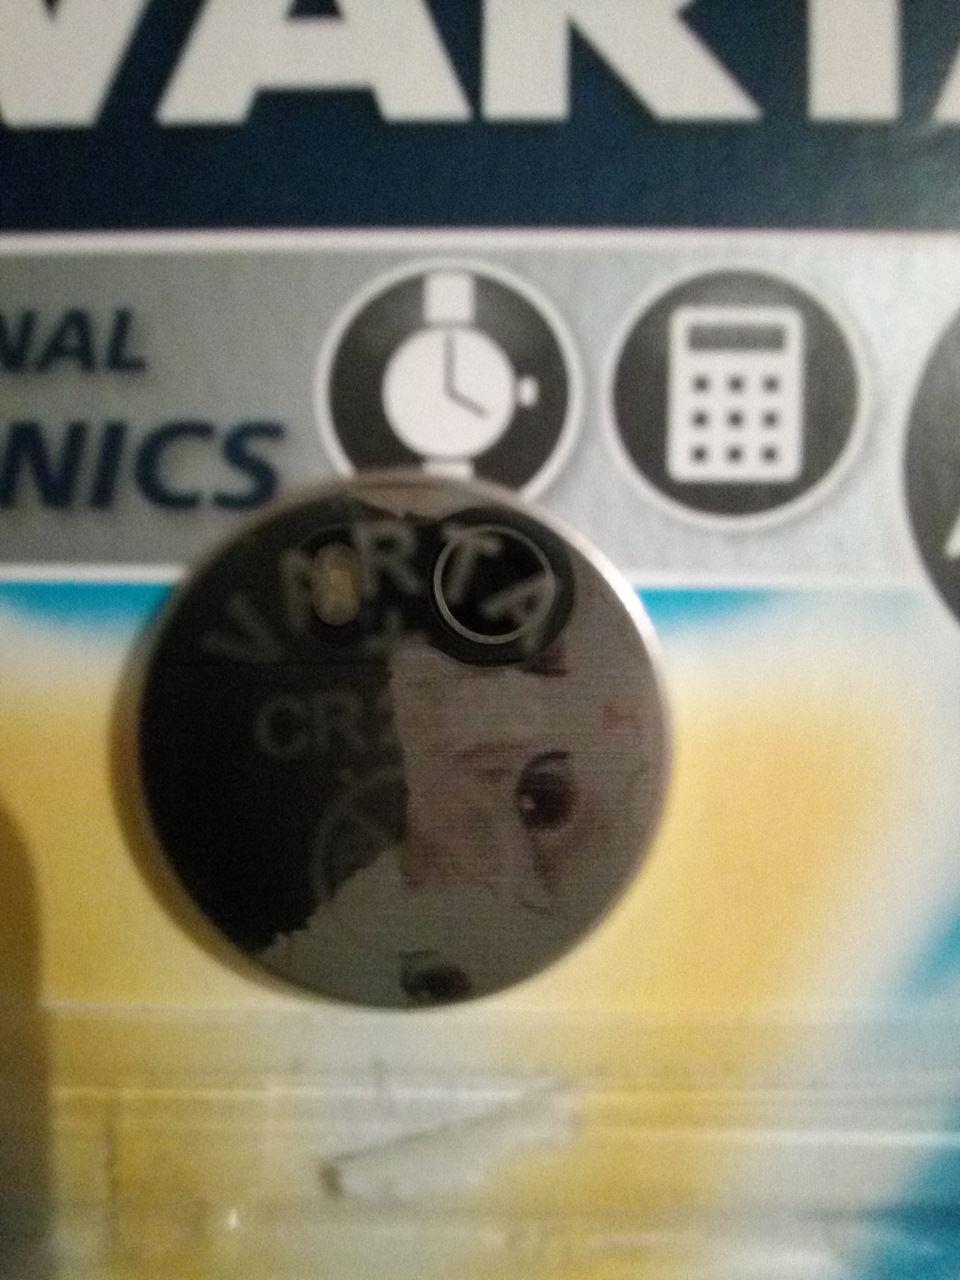 VARTA
NAL
NICS
VARTA
+
CR